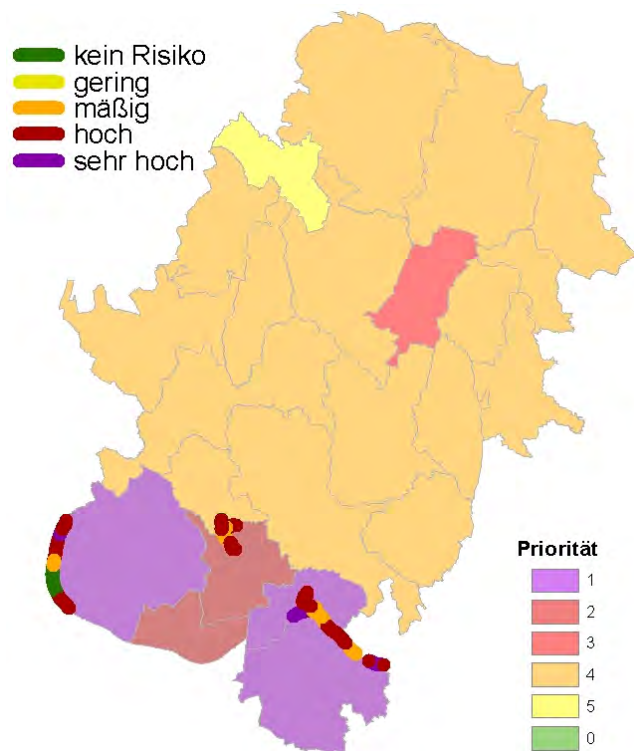 kein Risiko
gering
mäßig
hoch
sehr hoch
Priorität
1
2
3
4
5
0